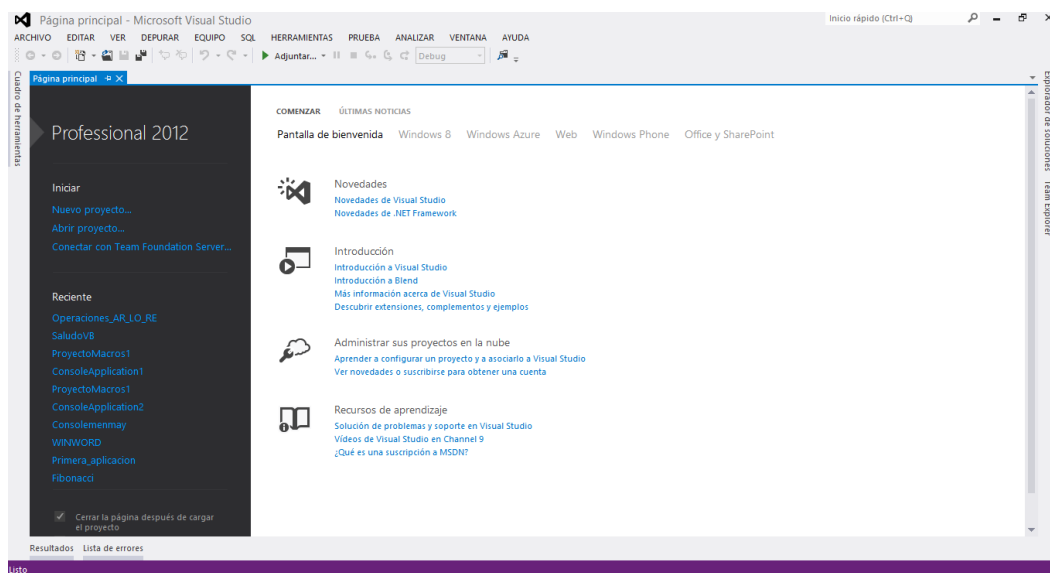 Página principal - Microsoft Visual Studio
Inicio rápido (Ctrl+Q)
ARCHIVO EDITAR VER DEPURAR EQUIPO SQL HERRAMIENTAS PRUEBA ANALIZAR VENTANA AYUDA
Adjuntar... Debug
Cuadro de herramientas
Página principal
Explorador de soluciones
Team Explorer
Professional 2012
Iniciar
Nuevo proyecto...
Abrir proyecto...
Conectar con Team Foundation Server...
Reciente
Operaciones_AR_LO_RE
SaludoVB
ProyectoMacros1
ConsoleApplication1
ProyectoMacros1
ConsoleApplication2
Consolemenmay
WINWORD
Primera_aplicacion
Fibonacci
Cerrar la página después de cargar
el proyecto
COMENZAR ÚLTIMAS NOTICIAS
Pantalla de bienvenida Windows 8 Windows Azure Web Windows Phone Office y SharePoint
Novedades
Novedades de Visual Studio
Novedades de .NET Framework
Introducción
Introducción a Visual Studio
Introducción a Blend
Más información acerca de Visual Studio
Descubrir extensiones, complementos y ejemplos
Administrar sus proyectos en la nube
Aprender a configurar un proyecto y a asociarlo a Visual Studio
Ver novedades o suscribirse para obtener una cuenta
Recursos de aprendizaje
Solución de problemas y soporte en Visual Studio
Vídeos de Visual Studio en Channel 9
¿Qué es una suscripción a MSDN?
Resultados Lista de errores
Listo